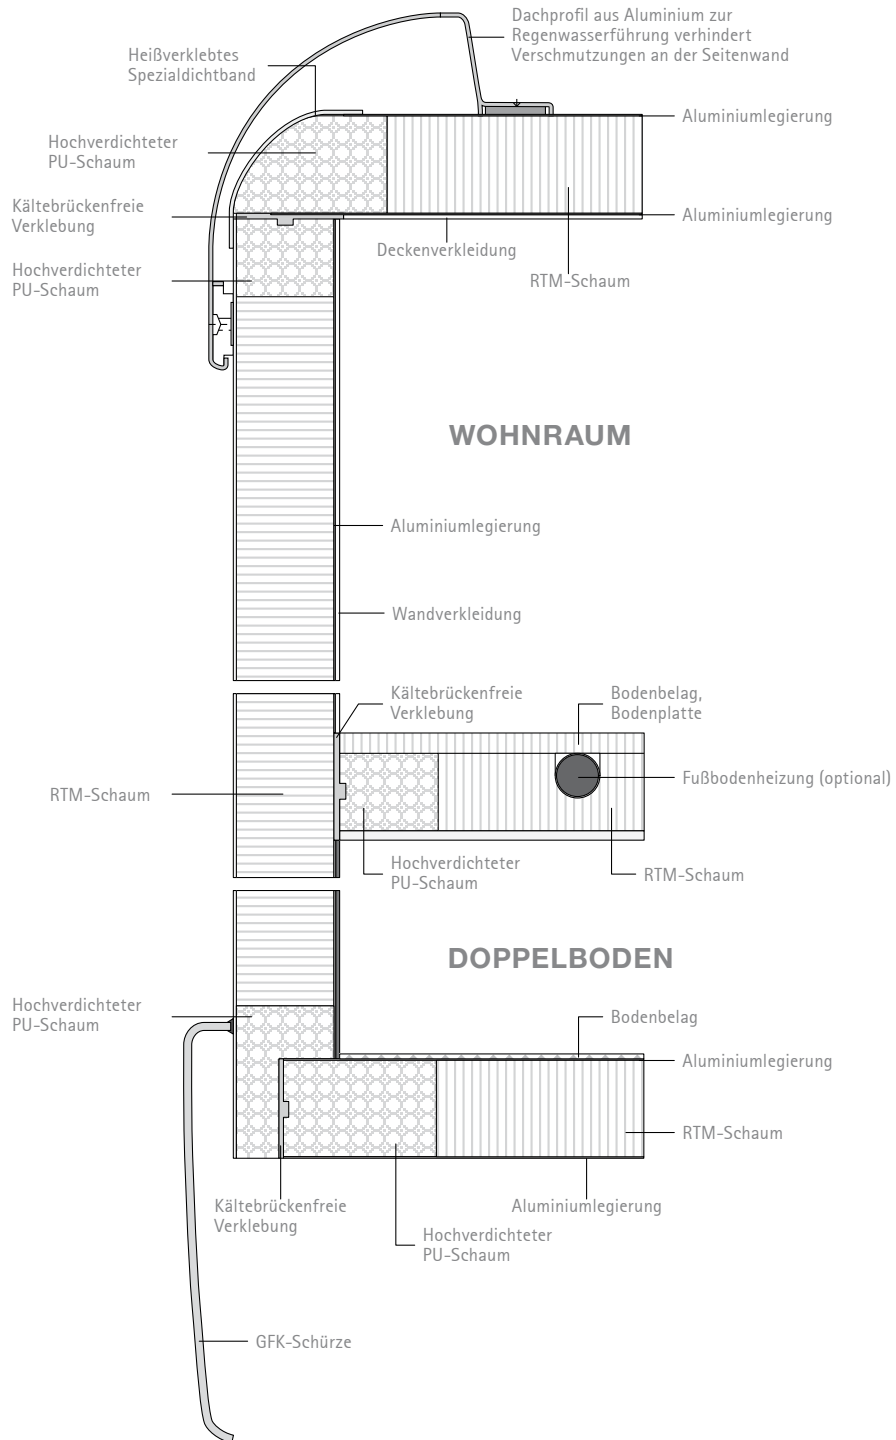 Dachprofil aus Aluminium zur
Regenwasserführung verhindert
Verschmutzungen an der Seitenwand
Heißverklebtes
Spezialdichtband
Aluminiumlegierung
Hochverdichteter
PU-Schaum
Kältebrückenfreie
Verklebung
Aluminiumlegierung
Deckenverkleidung
Hochverdichteter
PU-Schaum
RTM-Schaum
WOHNRAUM
Aluminiumlegierung
Wandverkleidung
Kältebrückenfreie
Verklebung
Bodenbelag,
Bodenplatte
Fußbodenheizung (optional)
RTM-Schaum
Hochverdichteter
PU-Schaum
RTM-Schaum
DOPPELBODEN
Hochverdichteter
PU-Schaum
Bodenbelag
Aluminiumlegierung
RTM-Schaum
Kältebrückenfreie
Verklebung
Aluminiumlegierung
Hochverdichteter
PU-Schaum
GFK-Schürze